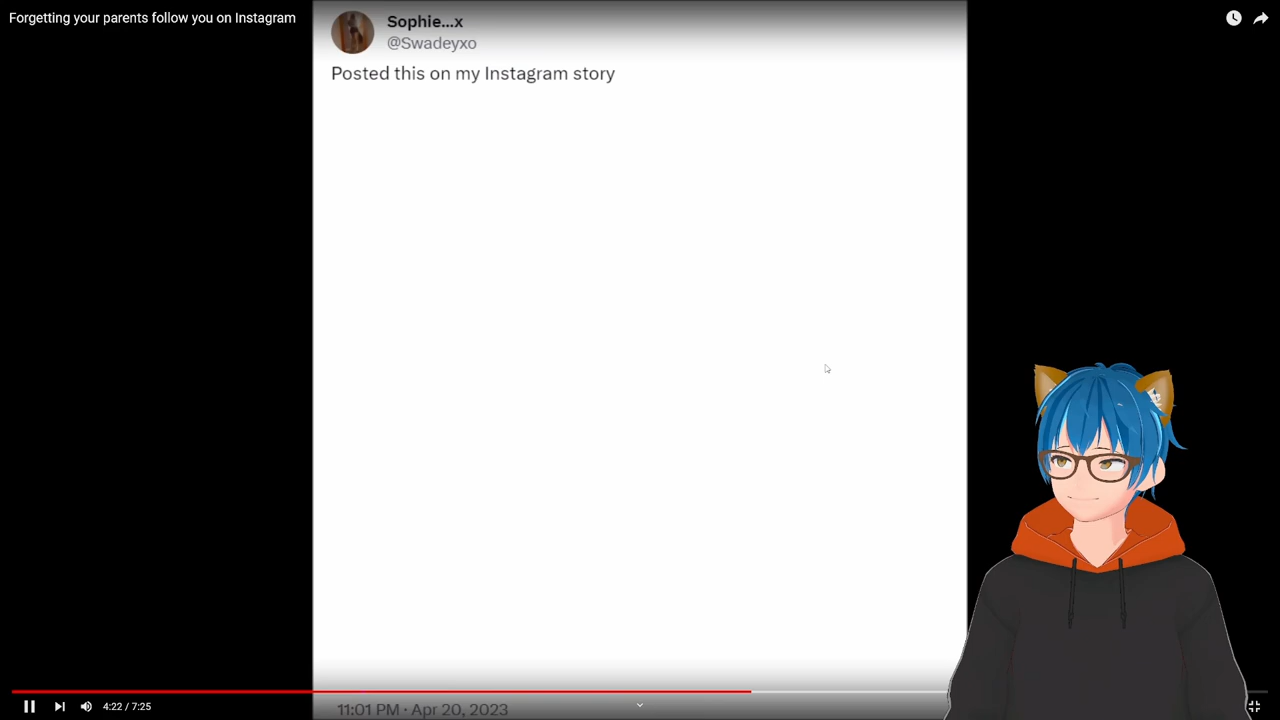 Forgetting your parents follow you on Instagram
Sophie...x
@Swadeyxo
Posted this on my Instagram story
11:01 PM · Apr 20, 2023
4:22 / 7:25